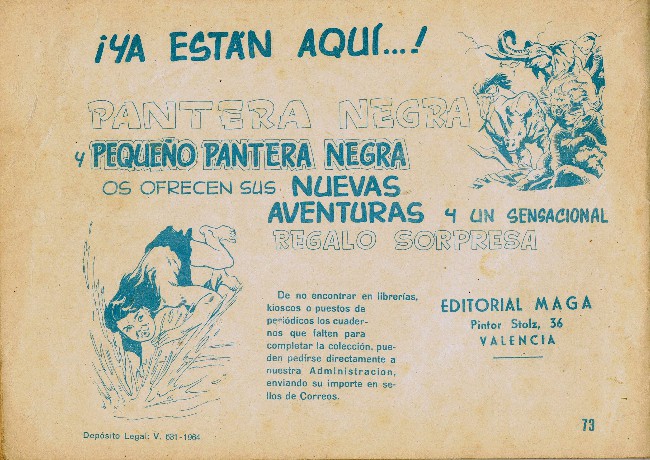 ¡YA ESTÁN AQUÍ...!
PANTERA NEGRA
y PEQUEÑO PANTERA NEGRA
OS OFRECEN SUS NUEVAS
AVENTURAS y UN SENSACIONAL
REGALO SORPRESA
De no encontrar en librerías,
kioscos o puestos de
periódicos los cuader-
nos que falten para
completar la colección, pue-
den pedirse directamente a
nuestra Administracion,
enviando su importe en se-
llos de Correos.
EDITORIAL MAGA
Pintor Stolz, 36
VALENCIA
Depósito Legal: V. 631-1964
73